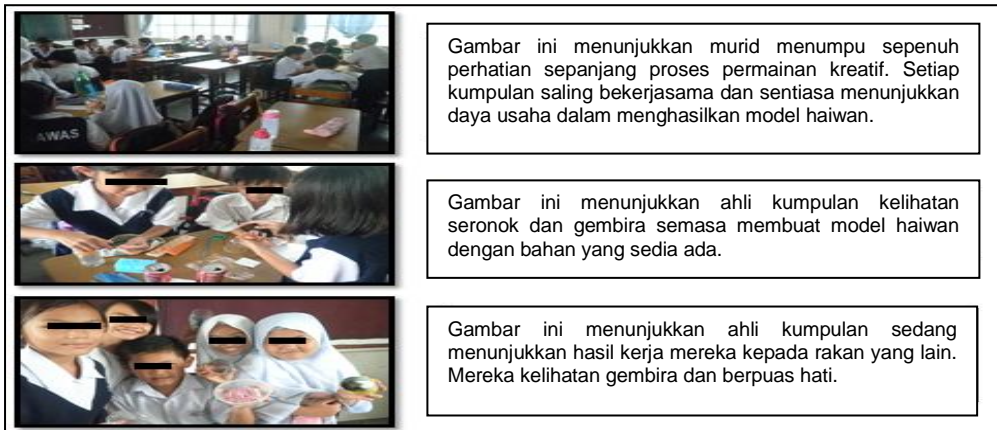 AWAS
Gambar ini menunjukkan murid menumpu sepenuh
perhatian sepanjang proses permainan kreatif. Setiap
kumpulan saling bekerjasama dan sentiasa menunjukkan
daya usaha dalam menghasilkan model haiwan.
Gambar ini menunjukkan ahli kumpulan kelihatan
seronok dan gembira semasa membuat model haiwan
dengan bahan yang sedia ada.
Gambar ini menunjukkan ahli kumpulan sedang
menunjukkan hasil kerja mereka kepada rakan yang lain.
Mereka kelihatan gembira dan berpuas hati.